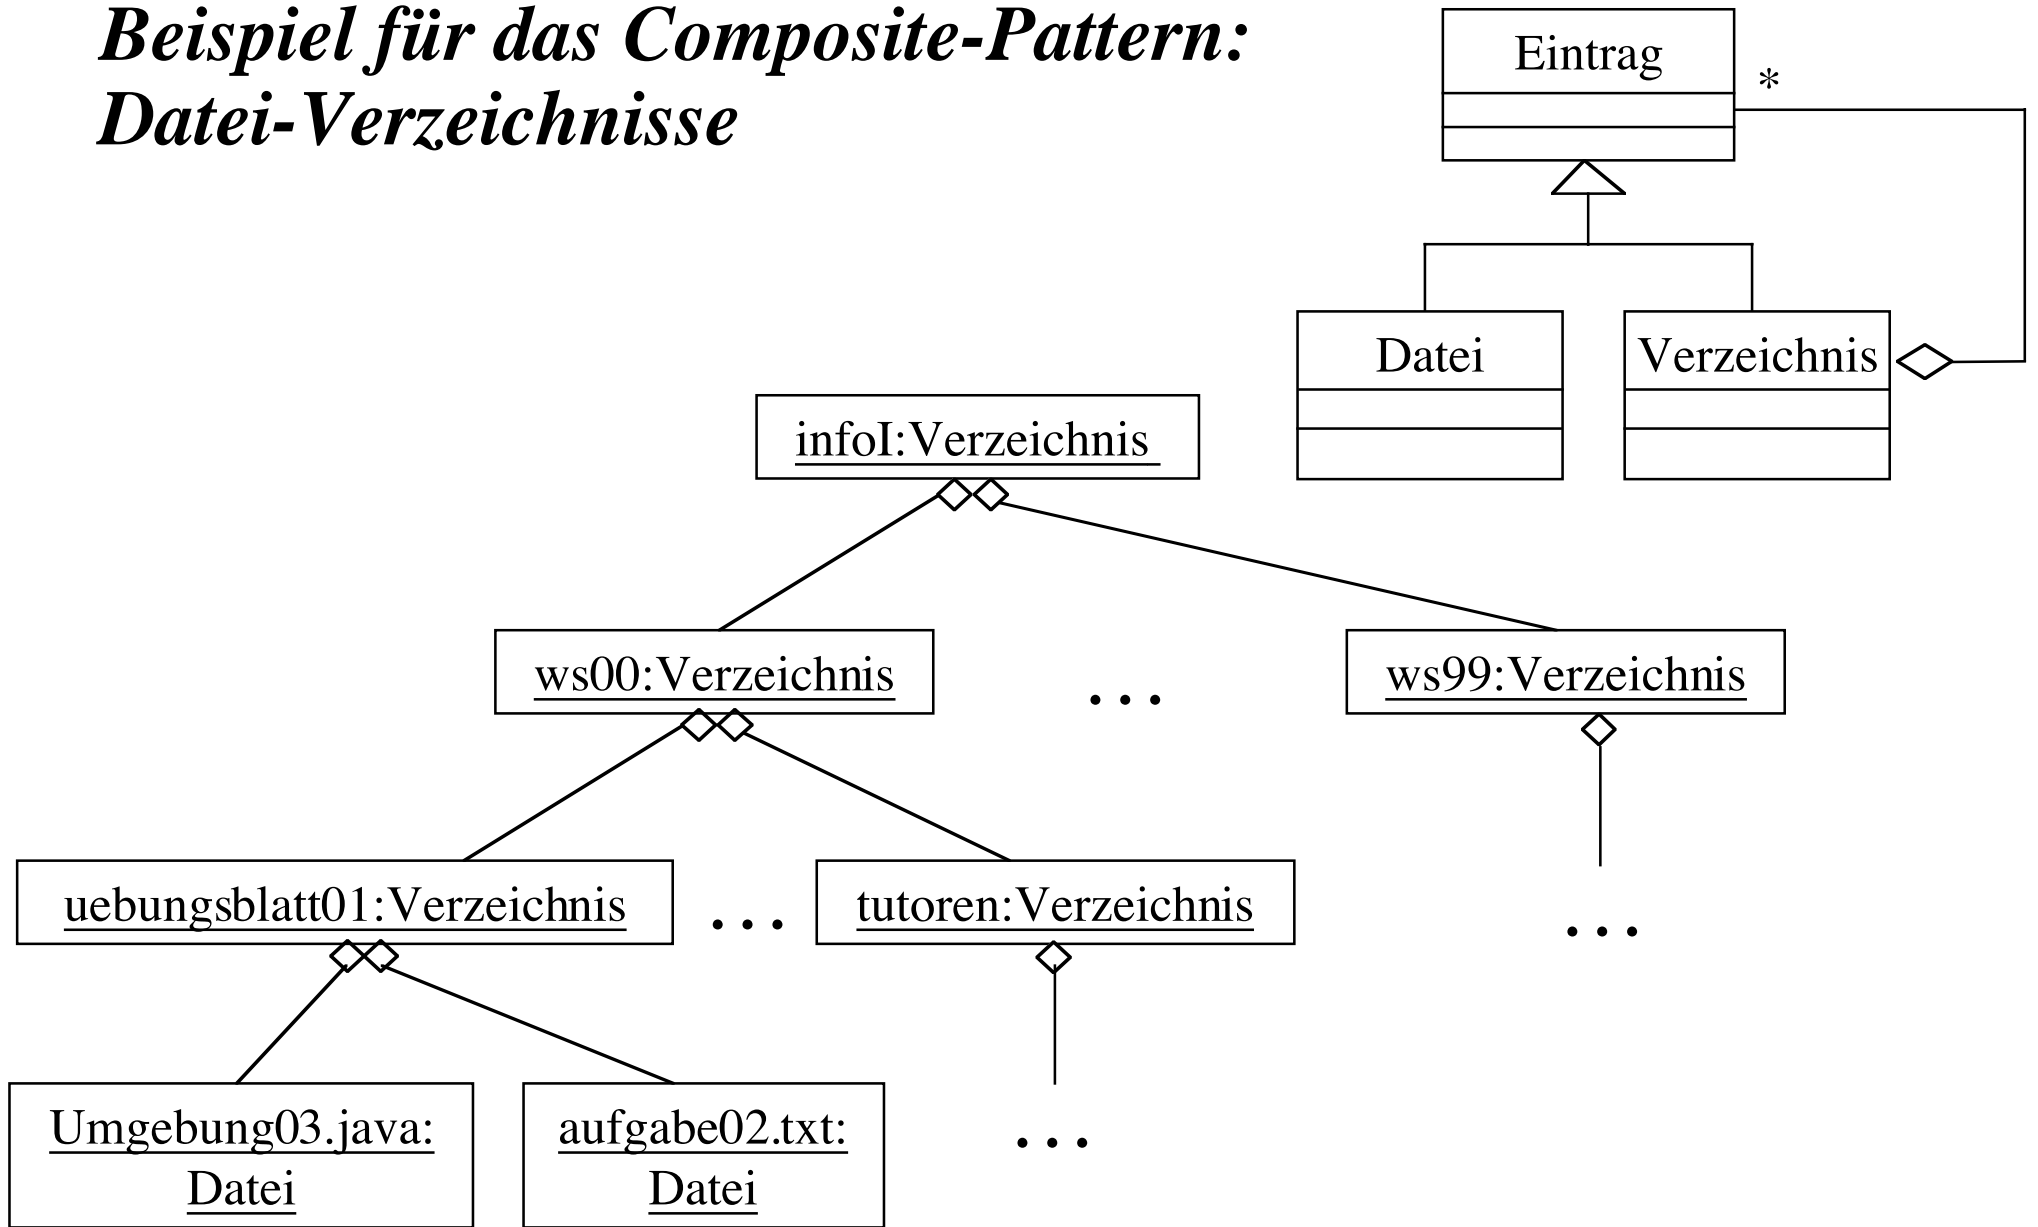 Beispiel für das Composite-Pattern:
Datei-Verzeichnisse
Eintrag
*
Datei
Verzeichnis
infoI:Verzeichnis
ws00:Verzeichnis
...
ws99:Verzeichnis
uebungsblatt01:Verzeichnis
...
tutoren:Verzeichnis
...
Umgebung03.java:
Datei
aufgabe02.txt:
Datei
...